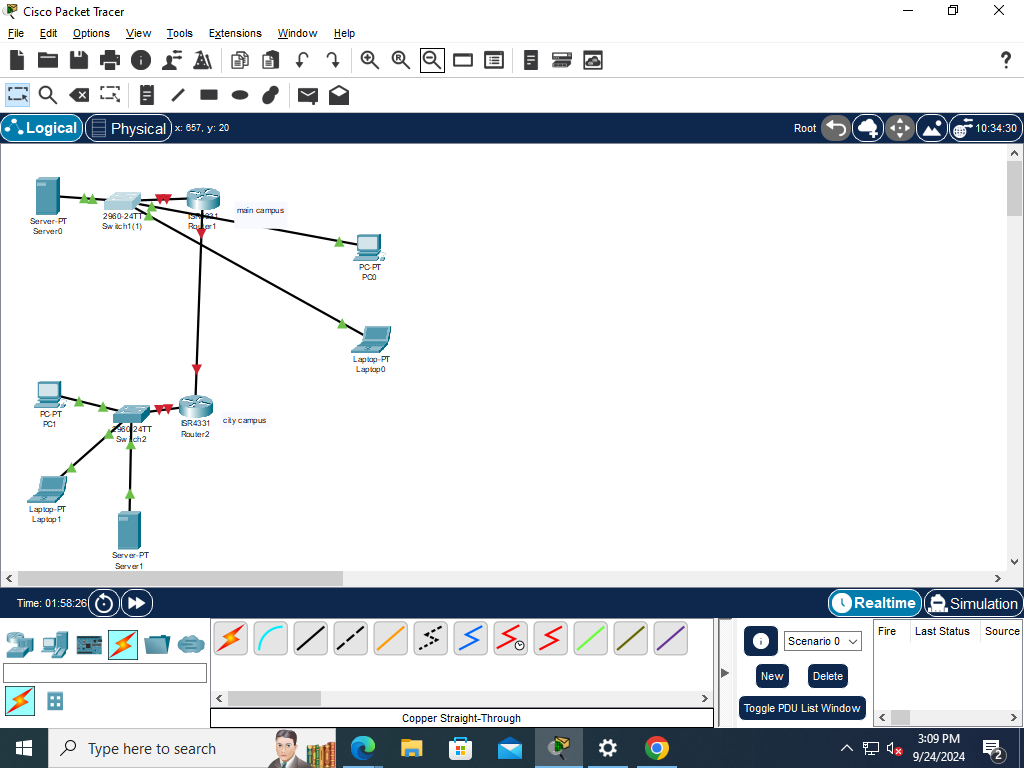 Cisco Packet Tracer
File Edit Options View Tools Extensions Window Help
Logical Physical x: 657, y: 20 Root 10:34:30
Server-PT
Server0
2960-24TT
Switch1(1)
ISR4331
Router1
main campus
PC-PT
PC0
Laptop-PT
Laptop0
PC-PT
PC1
2960-24TT
Switch2
ISR4331
Router2
city campus
Laptop-PT
Laptop1
Server-PT
Server1
Time: 01:58:26 Realtime Simulation
Scenario 0
New Delete
Toggle PDU List Window
Fire Last Status Source
Copper Straight-Through
Type here to search
3:09 PM
9/24/2024
2